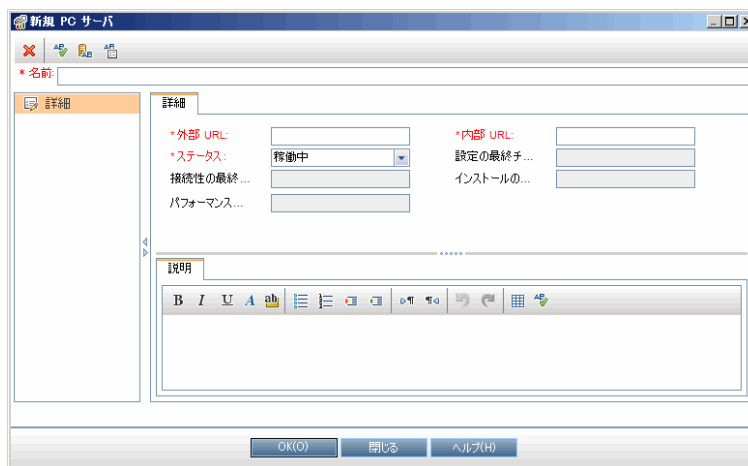 新規 PC サーバ
* 名前:
詳細
詳細
*外部 URL:
*内部 URL:
*ステータス:
稼働中
設定の最終チ...
接続性の最終...
インストールの...
パフォーマンス...
説明
B I U A ab
OK(O)
閉じる
ヘルプ(H)